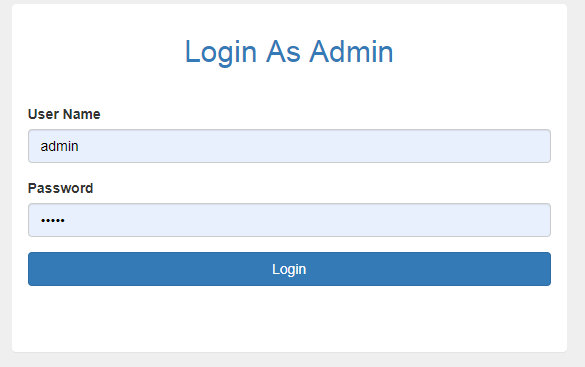 Login As Admin
User Name
admin
Password
•••••
Login